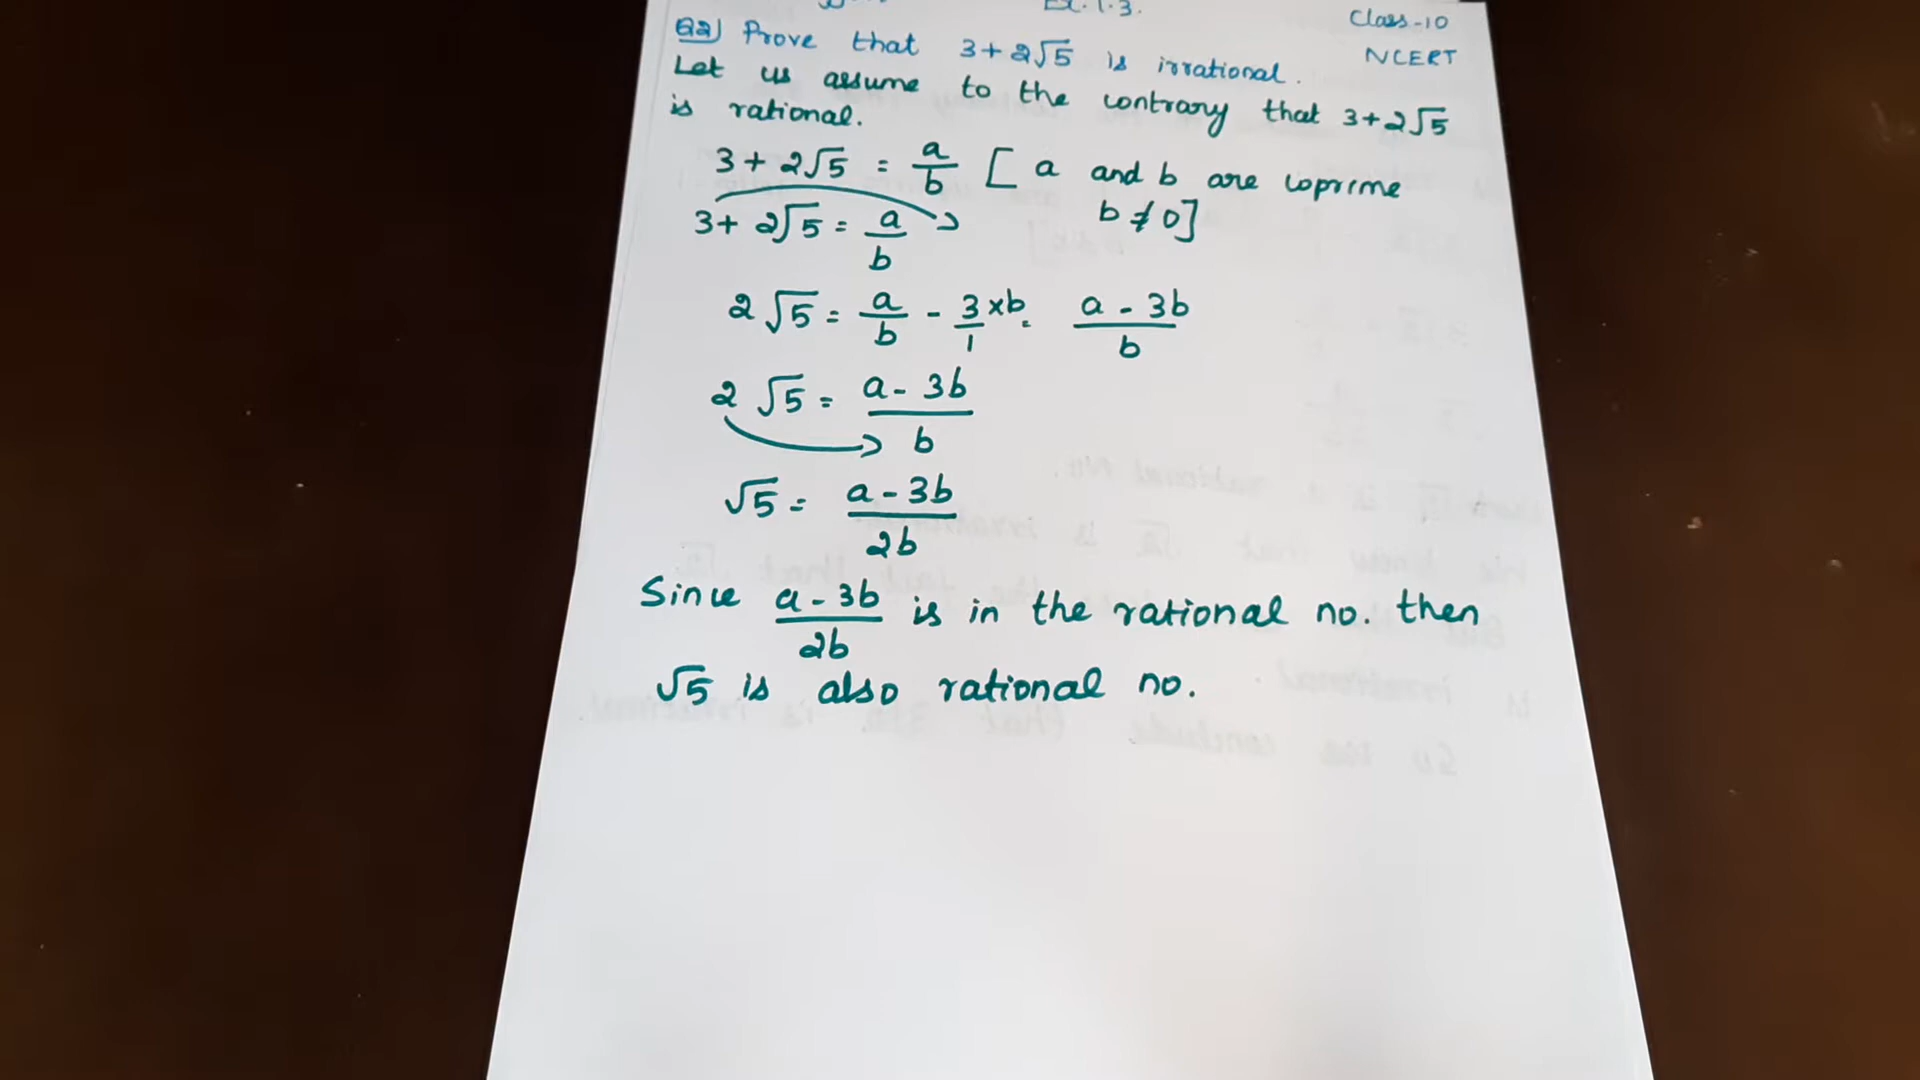 Ex. 1.3.
Class-10
Q2) Prove that 3+2√5 is irrational.
NCERT
Let us assume to the contrary that 3+2√5
is rational.
3+2√5 = a/b [ a and b are coprime
b ≠ 0]
3+ 2√5 = a/b
2√5 = a/b - 3/1 ×b = a-3b/b
2√5 = a-3b/b
√5 = a-3b/2b
Since a-3b/2b is in the rational no. then
√5 is also rational no.